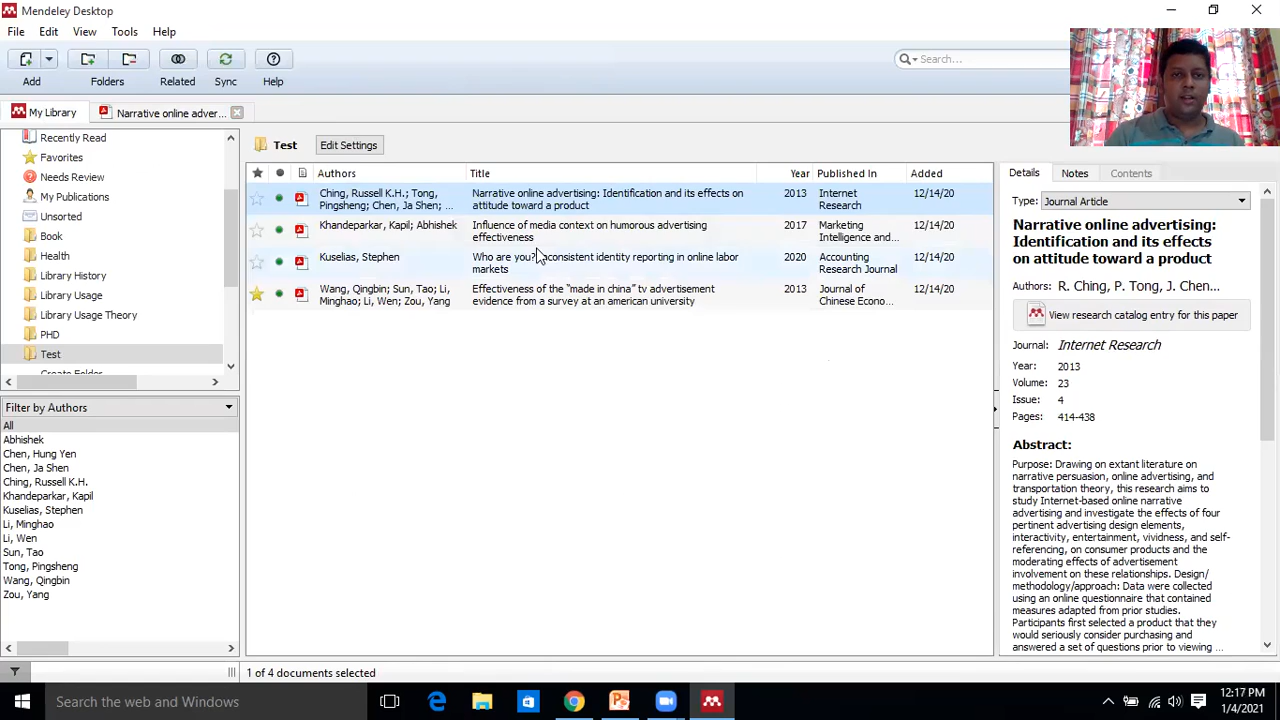 Mendeley Desktop
File Edit View Tools Help
Add Folders Related Sync Help
Search...
My Library
Narrative online adver...
Recently Read
Favorites
Needs Review
My Publications
Unsorted
Book
Health
Library History
Library Usage
Library Usage Theory
PHD
Test
Create Folder
Filter by Authors
All
Abhishek
Chen, Hung Yen
Chen, Ja Shen
Ching, Russell K.H.
Khandeparkar, Kapil
Kuselias, Stephen
Li, Minghao
Li, Wen
Sun, Tao
Tong, Pingsheng
Wang, Qingbin
Zou, Yang
Test Edit Settings
Authors Title Year Published In Added
Ching, Russell K.H.; Tong, Narrative online advertising: Identification and its effects on 2013 Internet 12/14/20
Pingsheng; Chen, Ja Shen; ... attitude toward a product Research
Khandeparkar, Kapil; Abhishek Influence of media context on humorous advertising 2017 Marketing 12/14/20
effectiveness Intelligence and...
Kuselias, Stephen Who are you? consistent identity reporting in online labor 2020 Accounting 12/14/20
markets Research Journal
Wang, Qingbin; Sun, Tao; Li, Effectiveness of the "made in china" tv advertisement 2013 Journal of 12/14/20
Minghao; Li, Wen; Zou, Yang evidence from a survey at an american university Chinese Econo...
1 of 4 documents selected
Details Notes Contents
Type: Journal Article
Narrative online advertising:
Identification and its effects
on attitude toward a product
Authors: R. Ching, P. Tong, J. Chen...
View research catalog entry for this paper
Journal: Internet Research
Year: 2013
Volume: 23
Issue: 4
Pages: 414-438
Abstract:
Purpose: Drawing on extant literature on
narrative persuasion, online advertising, and
transportation theory, this research aims to
study Internet-based online narrative
advertising and investigate the effects of four
pertinent advertising design elements,
interactivity, entertainment, vividness, and self-
referencing, on consumer products and the
moderating effects of advertisement
involvement on these relationships. Design/
methodology/approach: Data were collected
using an online questionnaire that contained
measures adapted from prior studies.
Participants first selected a product that they
would seriously consider purchasing and
answered a set of questions prior to viewing ...
Search the web and Windows
12:17 PM
1/4/2021